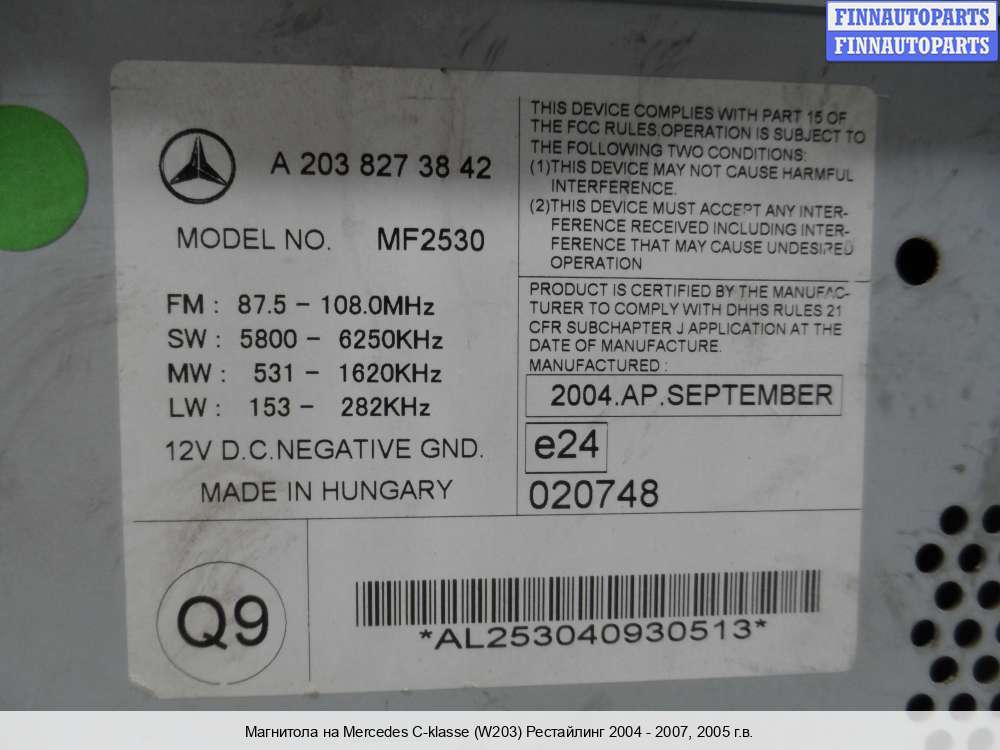 FINNAUTOPARTS
FINNAUTOPARTS
A 203 827 38 42
MODEL NO. MF2530
FM : 87.5 – 108.0MHz
SW : 5800 – 6250KHz
MW : 531 – 1620KHz
LW : 153 – 282KHz
12V D.C.NEGATIVE GND.
MADE IN HUNGARY
THIS DEVICE COMPLIES WITH PART 15 OF
THE FCC RULES.OPERATION IS SUBJECT TO
THE FOLLOWING TWO CONDITIONS:
(1)THIS DEVICE MAY NOT CAUSE HARMFUL
INTERFERENCE.
(2)THIS DEVICE MUST ACCEPT ANY INTER-
FERENCE RECEIVED INCLUDING INTER-
FERENCE THAT MAY CAUSE UNDESIRED
OPERATION
PRODUCT IS CERTIFIED BY THE MANUFAC-
TURER TO COMPLY WITH DHHS RULES 21
CFR SUBCHAPTER J APPLICATION AT THE
DATE OF MANUFACTURE.
MANUFACTURED :
2004.AP.SEPTEMBER
e24
020748
Q9
*AL253040930513*
Магнитола на Mercedes C-klasse (W203) Рестайлинг 2004 - 2007, 2005 г.в.